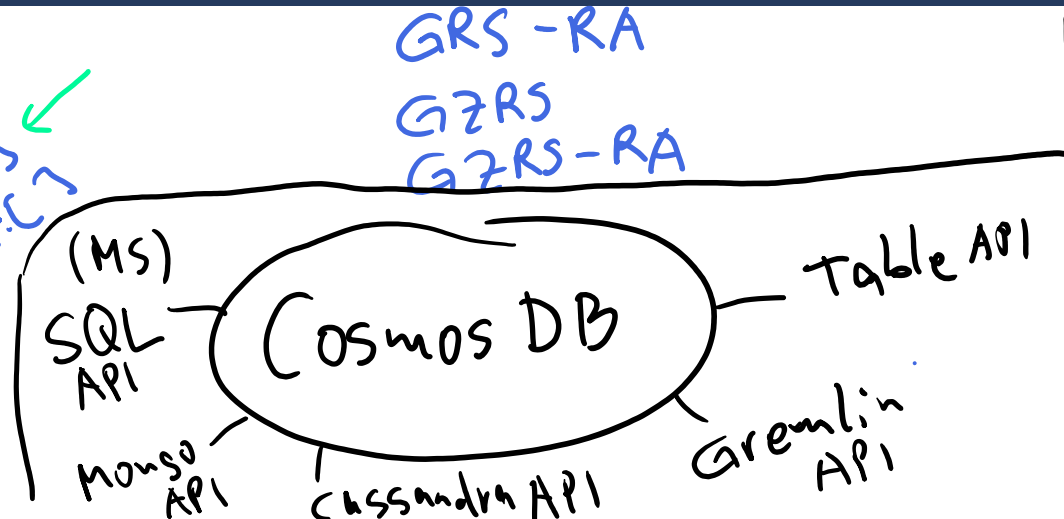 GRS-RA
GZRS
GZRS-RA
(MS)
SQL
API
Cosmos DB
Table API
Mongo
API
Cassandra API
Gremlin
API